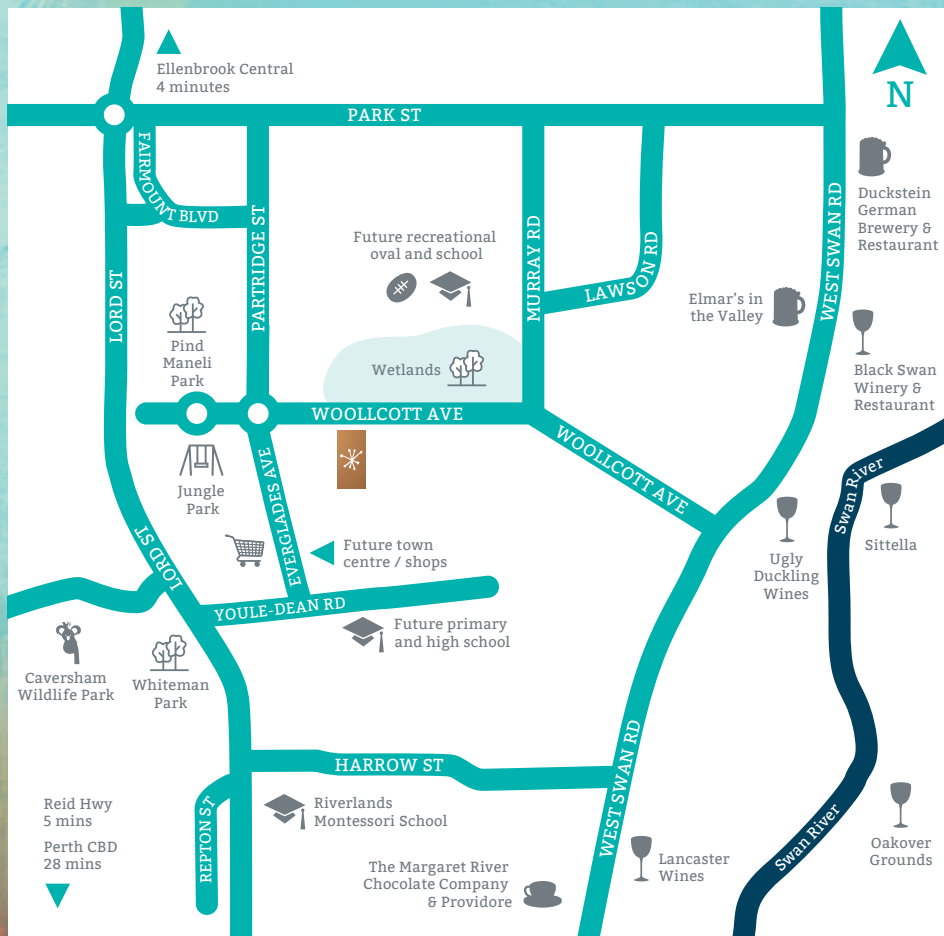 Ellenbrook Central
4 minutes
N
PARK ST
FAIRMOUNT BLVD
PARTRIDGE ST
LORD ST
MURRAY RD
LAWSON RD
WEST SWAN RD
Duckstein
German
Brewery &
Restaurant
Future recreational
oval and school
Elmar's in
the Valley
Pind
Maneli
Park
Wetlands
Black Swan
Winery &
Restaurant
WOOLLCOTT AVE
WOOLLCOTT AVE
EVERGLADES AVE
Jungle
Park
Swan River
Sittella
Ugly
Duckling
Wines
LORD ST
Future town
centre / shops
YOULE-DEAN RD
Future primary
and high school
Caversham
Wildlife Park
Whiteman
Park
HARROW ST
WEST SWAN RD
REPTON ST
Riverlands
Montessori School
Reid Hwy
5 mins
Perth CBD
28 mins
The Margaret River
Chocolate Company
& Providore
Lancaster
Wines
Swan River
Oakover
Grounds